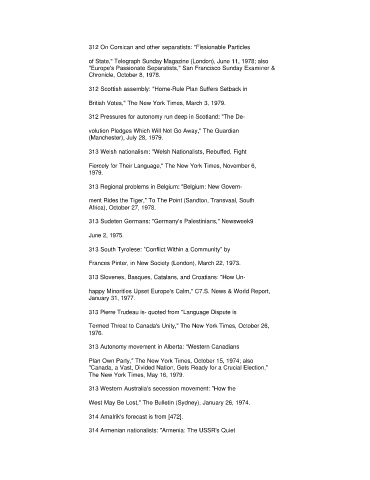 312 On Corsican and other separatists: "Fissionable Particles
of State," Telegraph Sunday Magazine (London), June 11, 1978; also
"Europe's Passionate Separatists," San Francisco Sunday Examiner &
Chronicle, October 8, 1978.
312 Scottish assembly: "Home-Rule Plan Suffers Setback in
British Votes," The New York Times, March 3, 1979.
312 Pressures for autonomy run deep in Scotland: "The De-
volution Pledges Which Will Not Go Away," The Guardian
(Manchester), July 28, 1979.
313 Welsh nationalism: "Welsh Nationalists, Rebuffed, Fight
Fiercely for Their Language," The New York Times, November 6,
1979.
313 Regional problems in Belgium: "Belgium: New Govern-
ment Rides the Tiger," To The Point (Sandton, Transvaal, South
Africa), October 27, 1978.
313 Sudeten Germans: "Germany's Palestinians," Newsweek9
June 2, 1975.
313 South Tyrolese: "Conflict Within a Community" by
Frances Pinter, in New Society (London), March 22, 1973.
313 Slovenes, Basques, Catalans, and Croatians: "How Un-
happy Minorities Upset Europe's Calm," C7.S. News & World Report,
January 31, 1977.
313 Pierre Trudeau is- quoted from "Language Dispute is
Termed Threat to Canada's Unity," The New York Times, October 26,
1976.
313 Autonomy movement in Alberta: "Western Canadians
Plan Own Party," The New York Times, October 15, 1974; also
"Canada, a Vast, Divided Nation, Gets Ready for a Crucial Election,"
The New York Times, May 16, 1979.
313 Western Australia's secession movement: "How the
West May Be Lost," The Bulletin (Sydney), January 26, 1974.
314 Amalrik's forecast is from [472].
314 Armenian nationalists: "Armenia: The USSR's Quiet